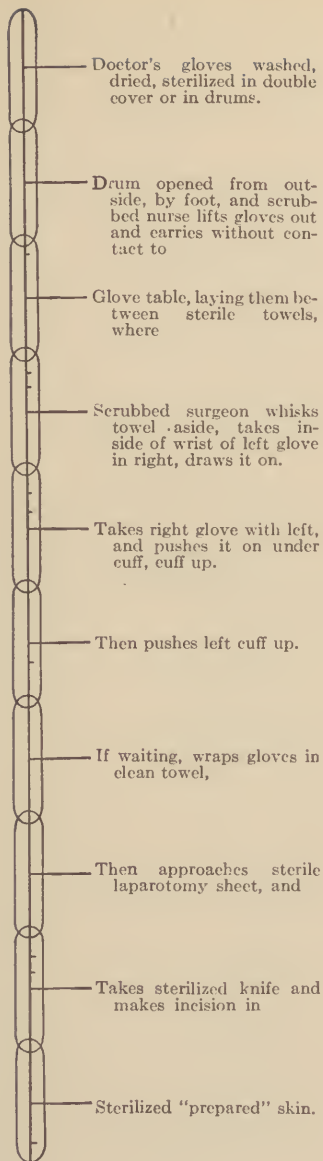 Doctor's gloves washed,
dried, sterilized in double
cover or in drums.
Drum opened from out-
side, by foot, and scrub-
bed nurse lifts gloves out
and carries without con-
tact to
Glove table, laying them be-
tween sterile towels,
where
Scrubbed surgeon whisks
towel aside, takes in-
side of wrist of left glove
in right, draws it on.
Takes right glove with left,
and pushes it on under
cuff, cuff up.
Then pushes left cuff up.
If waiting, wraps gloves in
clean towel,
Then approaches sterile
laparotomy sheet, and
Takes sterilized knife and
makes incision in
Sterilized "prepared" skin.